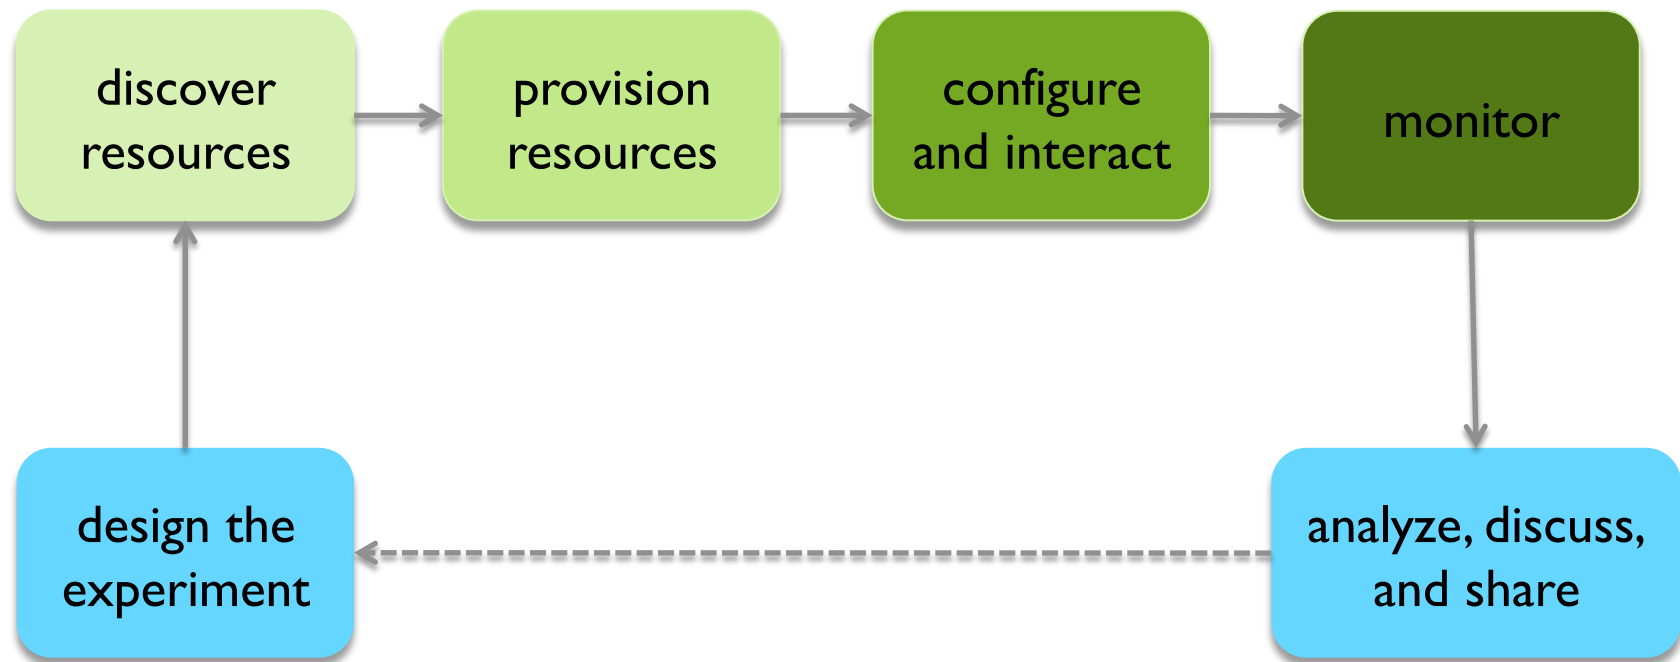 discover
resources
provision
resources
configure
and interact
monitor
design the
experiment
analyze, discuss,
and share